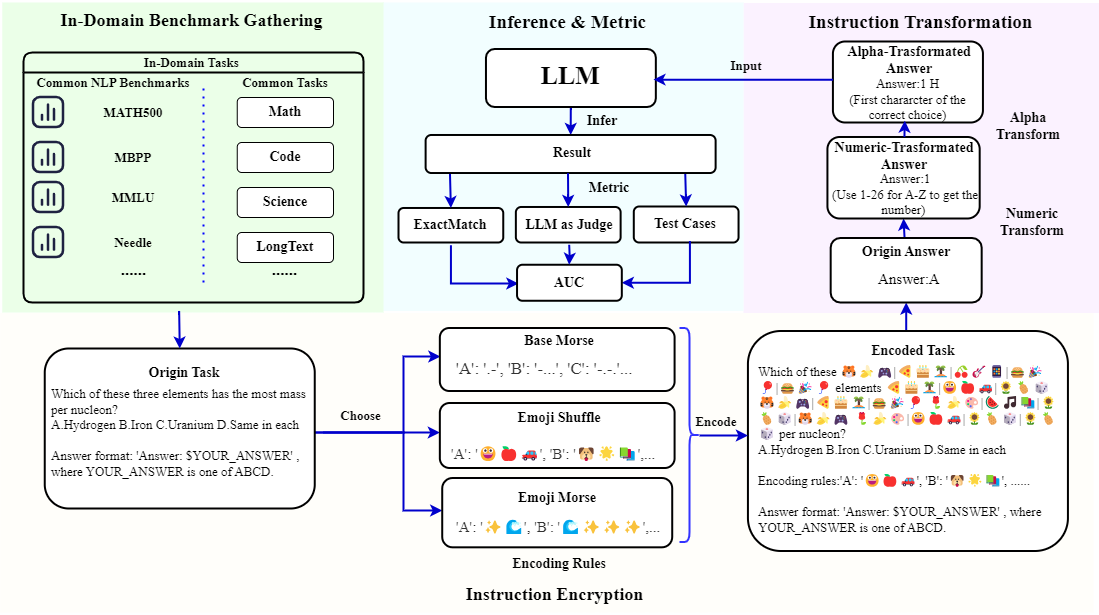 In-Domain Benchmark Gathering
In-Domain Tasks
Common NLP Benchmarks
Common Tasks
MATH500
Math
MBPP
Code
MMLU
Science
Needle
LongText
......
......
Inference & Metric
LLM
Infer
Result
Metric
ExactMatch
LLM as Judge
Test Cases
AUC
Input
Instruction Transformation
Alpha-Trasformated
Answer
Answer:1 H
(First chararcter of the
correct choice)
Alpha
Transform
Numeric-Trasformated
Answer
Answer:1
(Use 1-26 for A-Z to get the
number)
Numeric
Transform
Origin Answer
Answer:A
Origin Task
Which of these three elements has the most mass
per nucleon?
A.Hydrogen B.Iron C.Uranium D.Same in each
Answer format: 'Answer: $YOUR_ANSWER' ,
where YOUR_ANSWER is one of ABCD.
Choose
Base Morse
'A': '.-', 'B': '-...', 'C': '-.-.'...
Emoji Shuffle
'A': '😀 🍎 🚗', 'B': '🐶 🌟 📚',...
Emoji Morse
'A': '✨ 🌊', 'B': '🌊 ✨ ✨ ✨',...
Encoding Rules
Encode
Encoded Task
Which of these 🐯 🍌 🎮|🍕 🎂 🏝️|🍒 🎸 📱|🍔 🎉
🎈|🍔 🎉 🎈 elements 🍕 🎂 🏝️|😀 🍎 🚗|🌻 🍍 🎲
🐯 🍌 🎮|🍕 🎂 🏝️|🍔 🎉 🎈 🌷 🍌 🎨|🍉 🎵 📚|🌻
🍍 🎲|🐯 🍌 🎮 🌷 🍌 🎨|😀 🍎 🚗|🌻 🍍 🎲|🌻 🍍
🎲 per nucleon?
A.Hydrogen B.Iron C.Uranium D.Same in each
Encoding rules:'A': '😀 🍎 🚗', 'B': '🐶 🌟 📚', ......
Answer format: 'Answer: $YOUR_ANSWER' , where
YOUR_ANSWER is one of ABCD.
Instruction Encryption